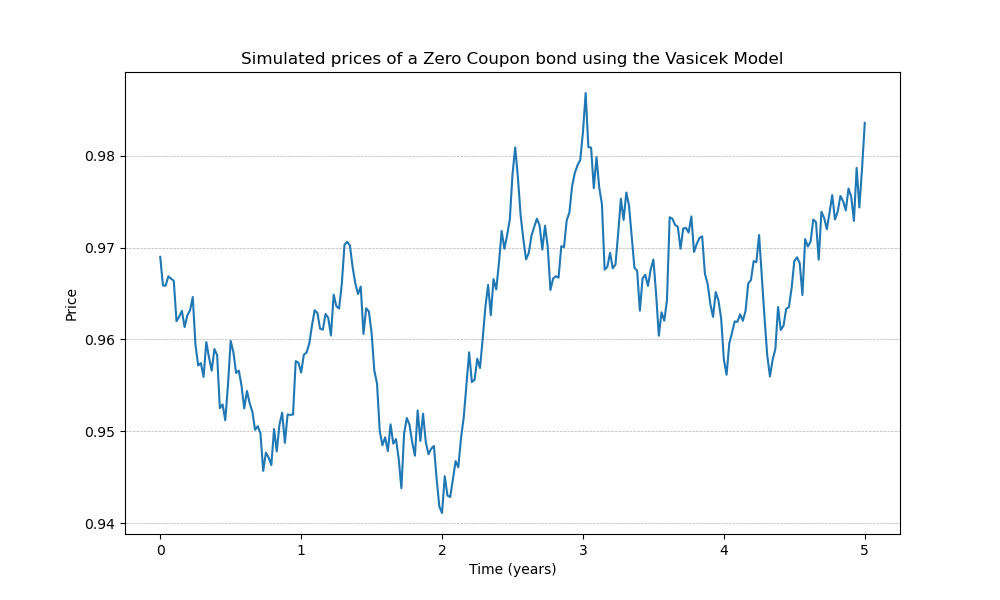 Simulated prices of a Zero Coupon bond using the Vasicek Model
Price
0.98
0.97
0.96
0.95
0.94
0 1 2 3 4 5
Time (years)